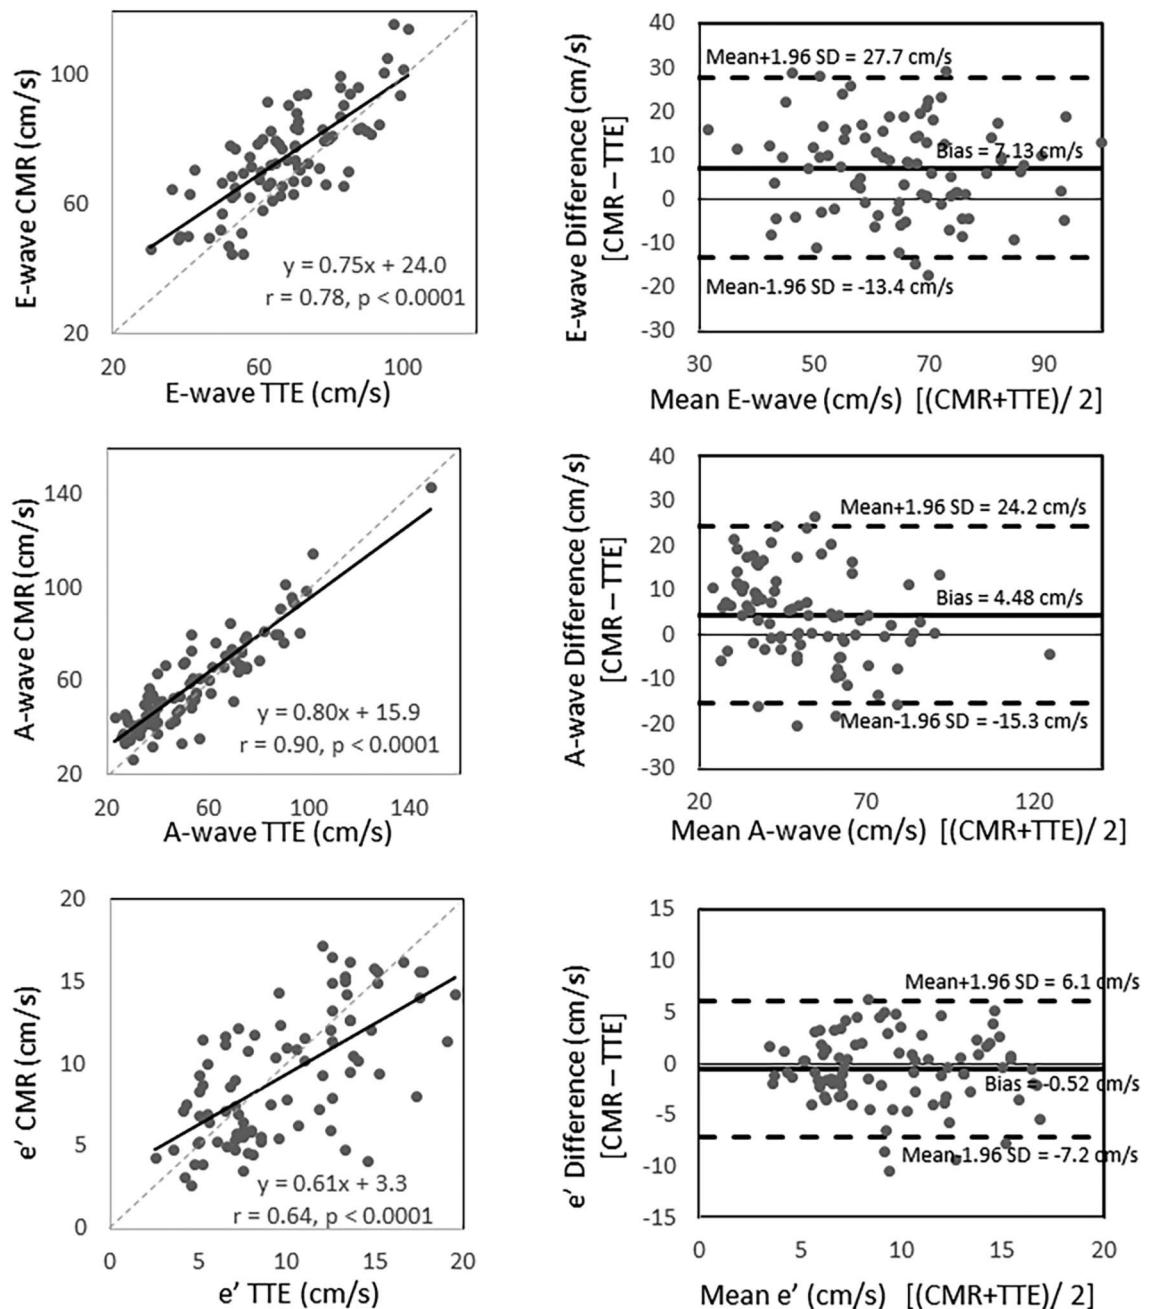 E-wave CMR (cm/s)
100
60
20
y = 0.75x + 24.0
r = 0.78, p < 0.0001
20 60 100
E-wave TTE (cm/s)
E-wave Difference (cm/s)
[CMR – TTE]
40
30
20
10
0
-10
-20
-30
Mean+1.96 SD = 27.7 cm/s
Bias = 7.13 cm/s
Mean-1.96 SD = -13.4 cm/s
30 50 70 90
Mean E-wave (cm/s) [(CMR+TTE)/ 2]
A-wave CMR (cm/s)
140
100
60
20
y = 0.80x + 15.9
r = 0.90, p < 0.0001
20 60 100 140
A-wave TTE (cm/s)
A-wave Difference (cm/s)
[CMR – TTE]
40
30
20
10
0
-10
-20
-30
Mean+1.96 SD = 24.2 cm/s
Bias = 4.48 cm/s
Mean-1.96 SD = -15.3 cm/s
20 70 120
Mean A-wave (cm/s) [(CMR+TTE)/ 2]
e’ CMR (cm/s)
20
15
10
5
0
y = 0.61x + 3.3
r = 0.64, p < 0.0001
0 5 10 15 20
e’ TTE (cm/s)
e’ Difference (cm/s)
[CMR – TTE]
15
10
5
0
-5
-10
-15
Mean+1.96 SD = 6.1 cm/s
Bias = -0.52 cm/s
Mean-1.96 SD = -7.2 cm/s
0 5 10 15 20
Mean e’ (cm/s) [(CMR+TTE)/ 2]